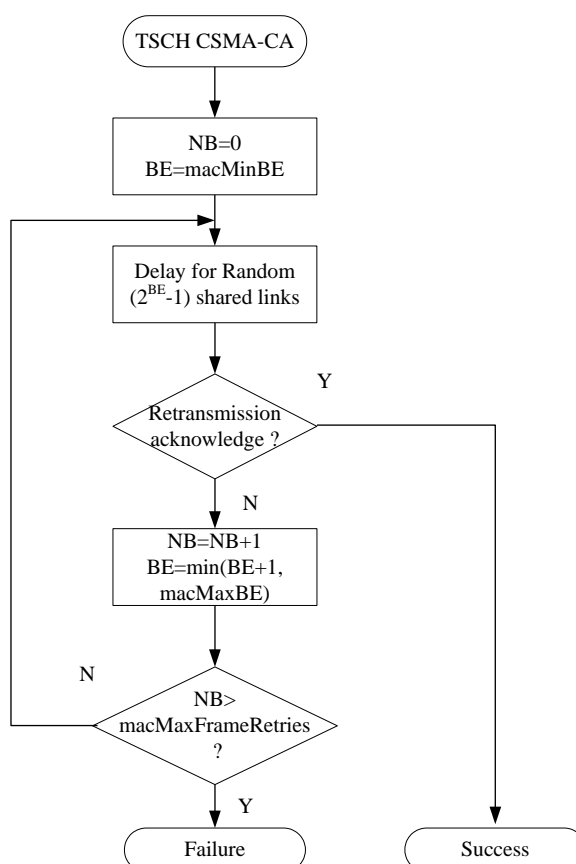 TSCH CSMA-CA
NB=0
BE=macMinBE
Delay for Random
(2^BE-1) shared links
Y
Retransmission
acknowledge ?
N
NB=NB+1
BE=min(BE+1,
macMaxBE)
N
NB>
macMaxFrameRetries
?
Y
Failure
Success